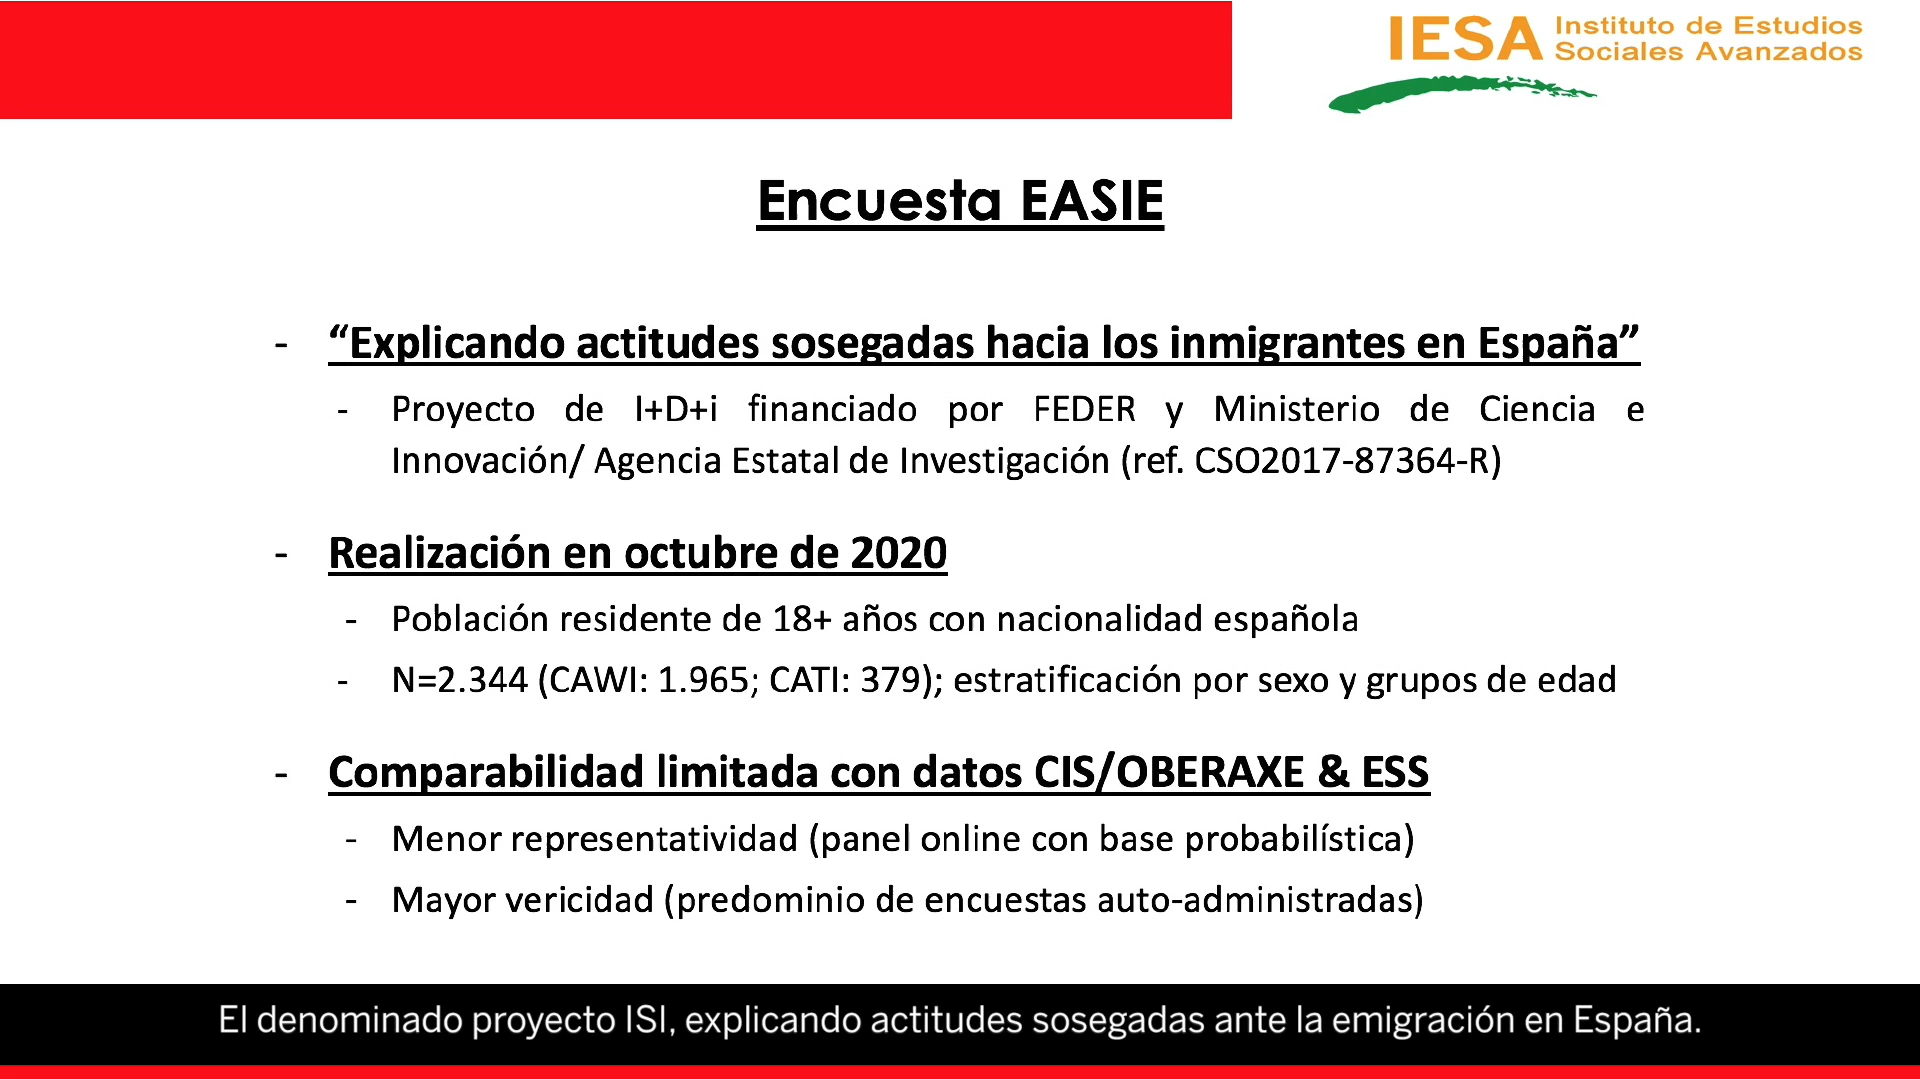 IESA Instituto de Estudios
Sociales Avanzados
Encuesta EASIE
- “Explicando actitudes sosegadas hacia los inmigrantes en España”
- Proyecto de I+D+i financiado por FEDER y Ministerio de Ciencia e
Innovación/ Agencia Estatal de Investigación (ref. CSO2017-87364-R)
- Realización en octubre de 2020
- Población residente de 18+ años con nacionalidad española
- N=2.344 (CAWI: 1.965; CATI: 379); estratificación por sexo y grupos de edad
- Comparabilidad limitada con datos CIS/OBERAXE & ESS
- Menor representatividad (panel online con base probabilística)
- Mayor vericidad (predominio de encuestas auto-administradas)
El denominado proyecto ISI, explicando actitudes sosegadas ante la emigración en España.